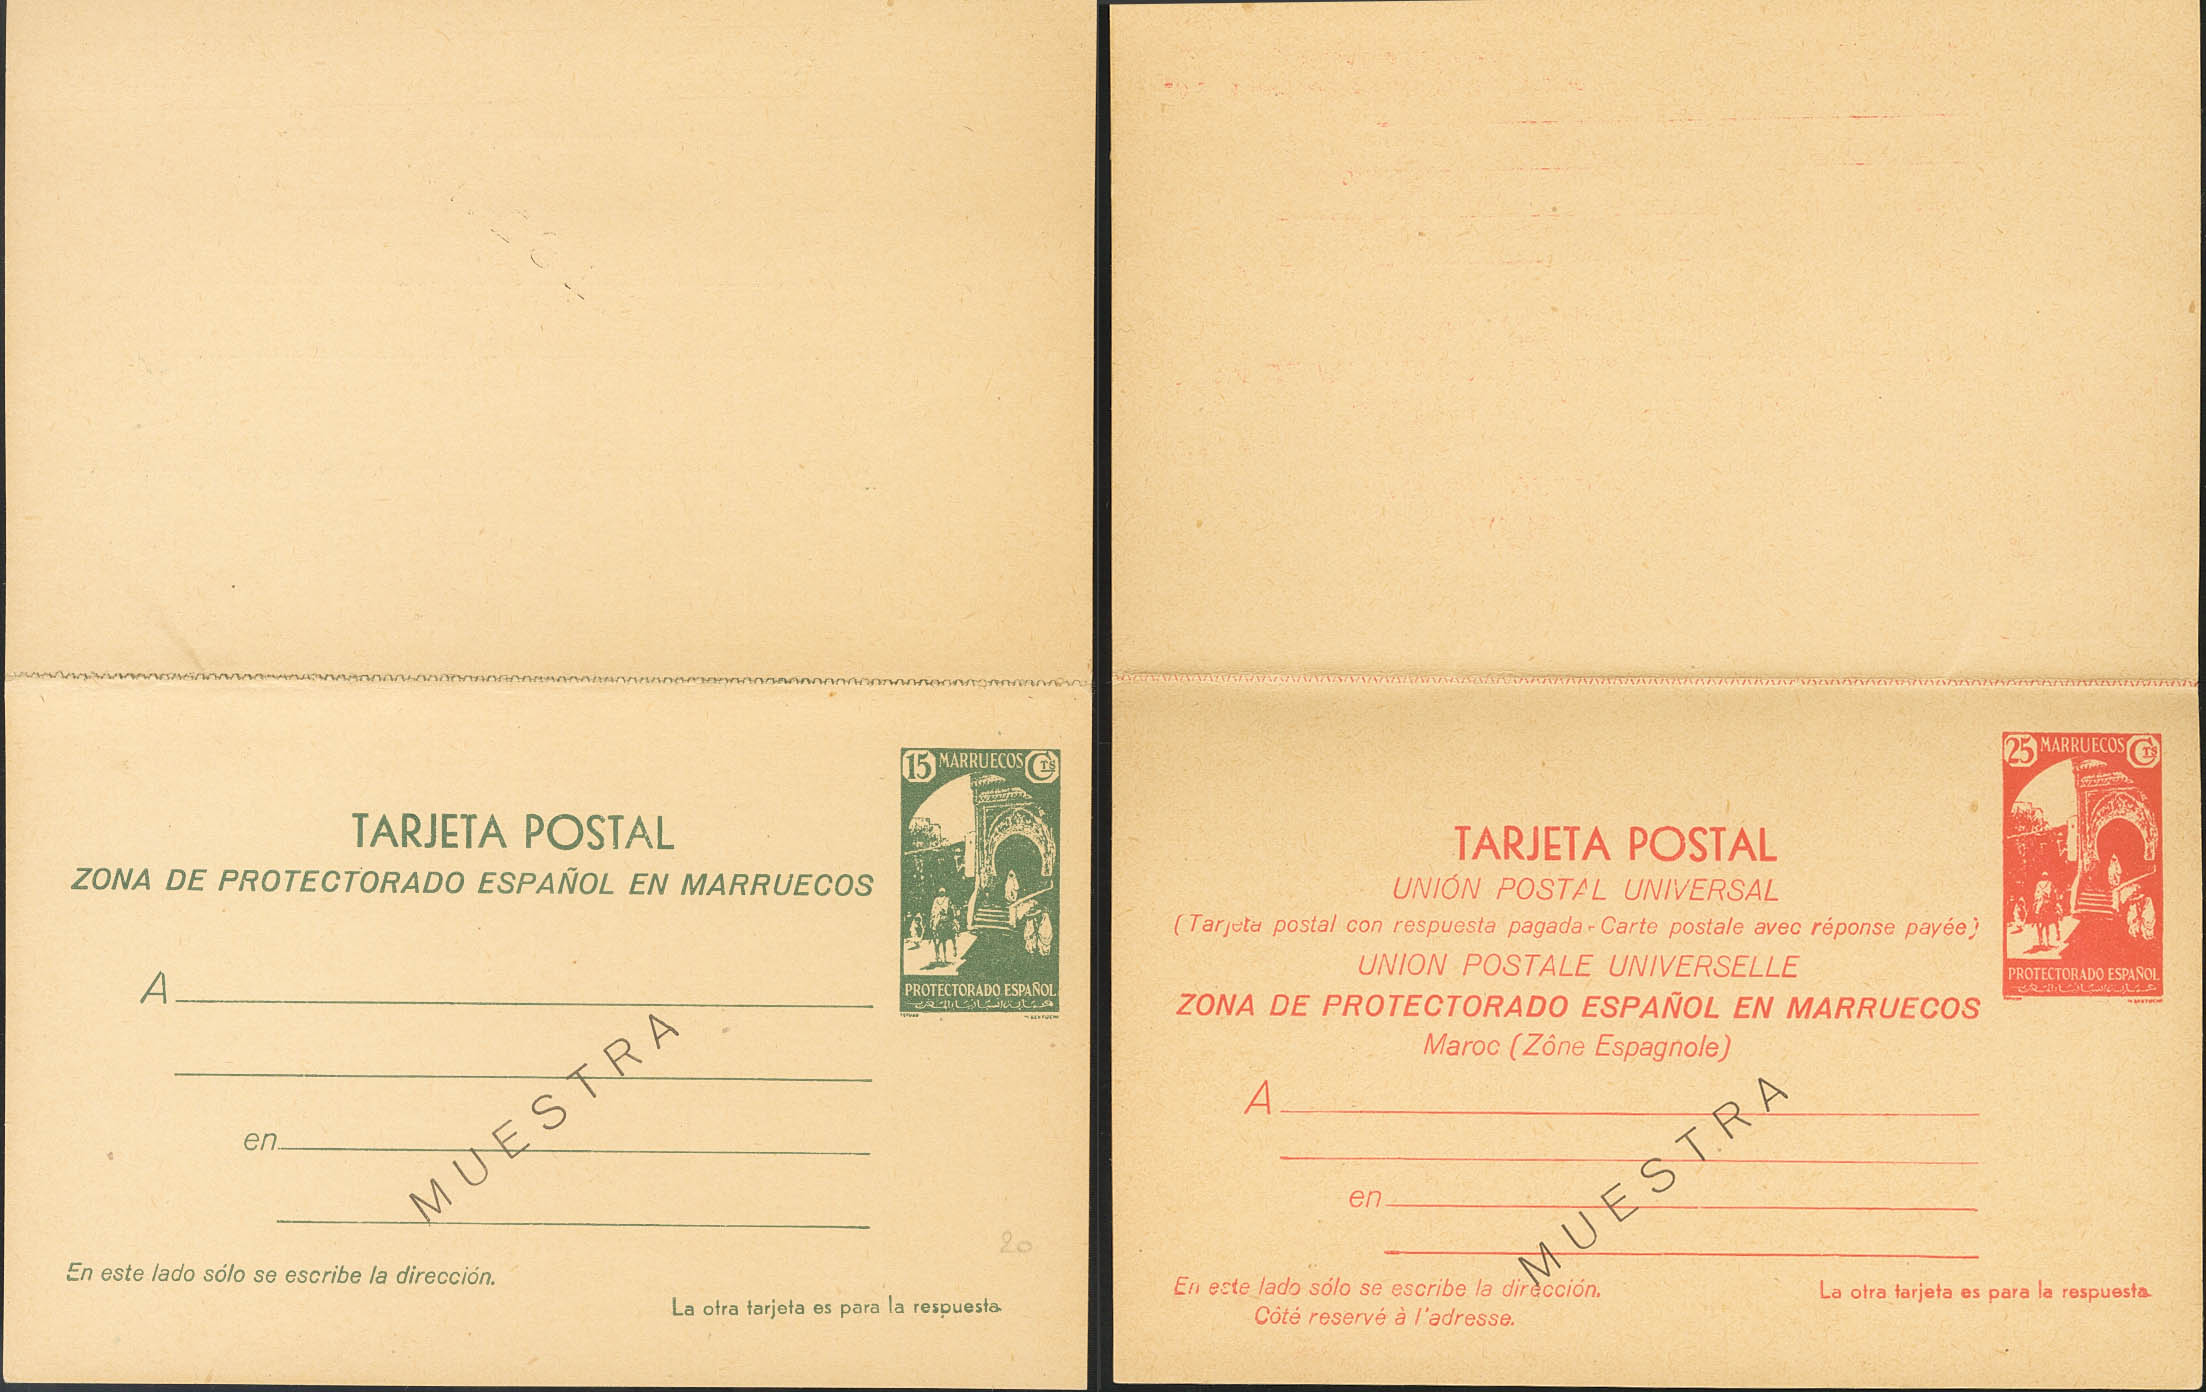 15 MARRUECOS CTS
TARJETA POSTAL
ZONA DE PROTECTORADO ESPAÑOL EN MARRUECOS
PROTECTORADO ESPAÑOL
A
MUESTRA
en
20
En este lado sólo se escribe la dirección.
La otra tarjeta es para la respuesta.
25 MARRUECOS CTS
TARJETA POSTAL
UNIÓN POSTAL UNIVERSAL
(Tarjeta postal con respuesta pagada - Carte postale avec réponse payée)
UNION POSTALE UNIVERSELLE
PROTECTORADO ESPAÑOL
ZONA DE PROTECTORADO ESPAÑOL EN MARRUECOS
Maroc (Zône Espagnole)
A
MUESTRA
en
En este lado sólo se escribe la dirección.
La otra tarjeta es para la respuesta.
Côté reservé à l'adresse.